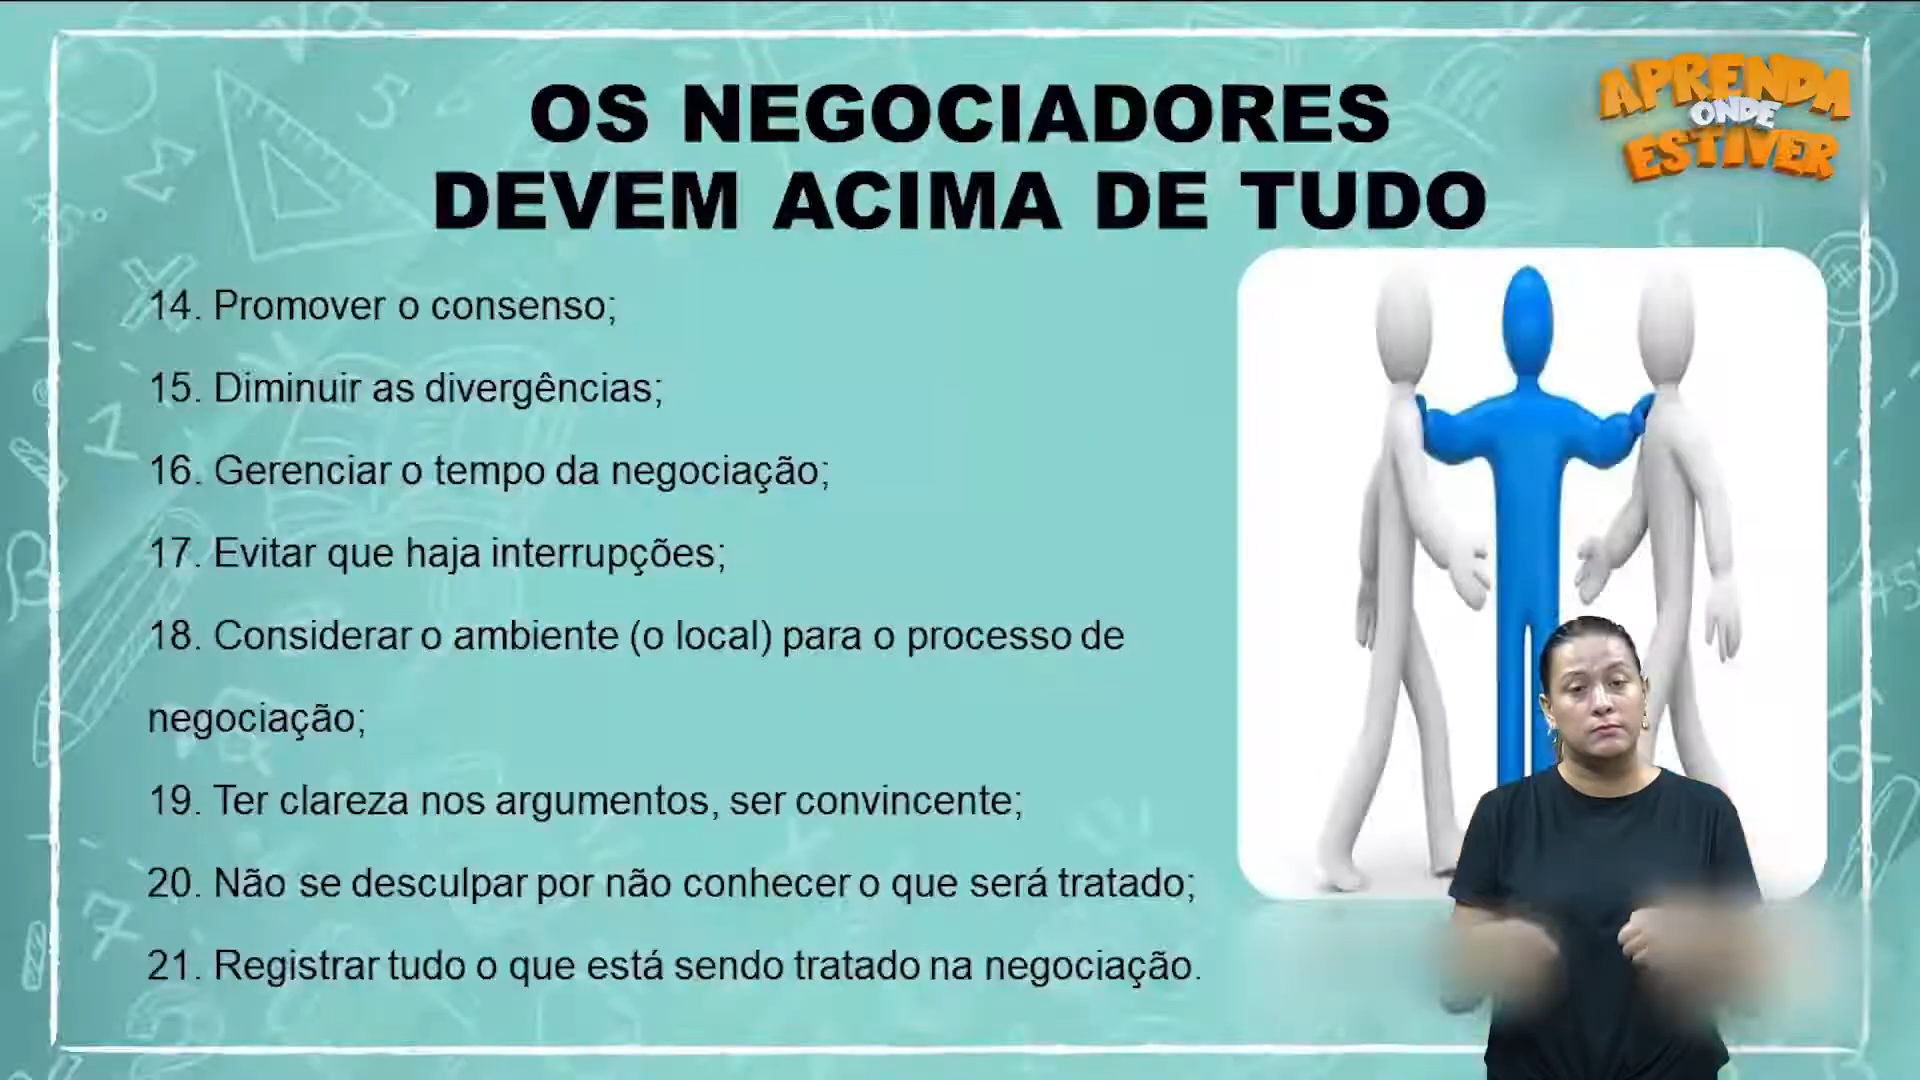 OS NEGOCIADORES
DEVEM ACIMA DE TUDO
APRENDA
ONDE
ESTIVER
14. Promover o consenso;
15. Diminuir as divergências;
16. Gerenciar o tempo da negociação;
17. Evitar que haja interrupções;
18. Considerar o ambiente (o local) para o processo de
negociação;
19. Ter clareza nos argumentos, ser convincente;
20. Não se desculpar por não conhecer o que será tratado;
21. Registrar tudo o que está sendo tratado na negociação.